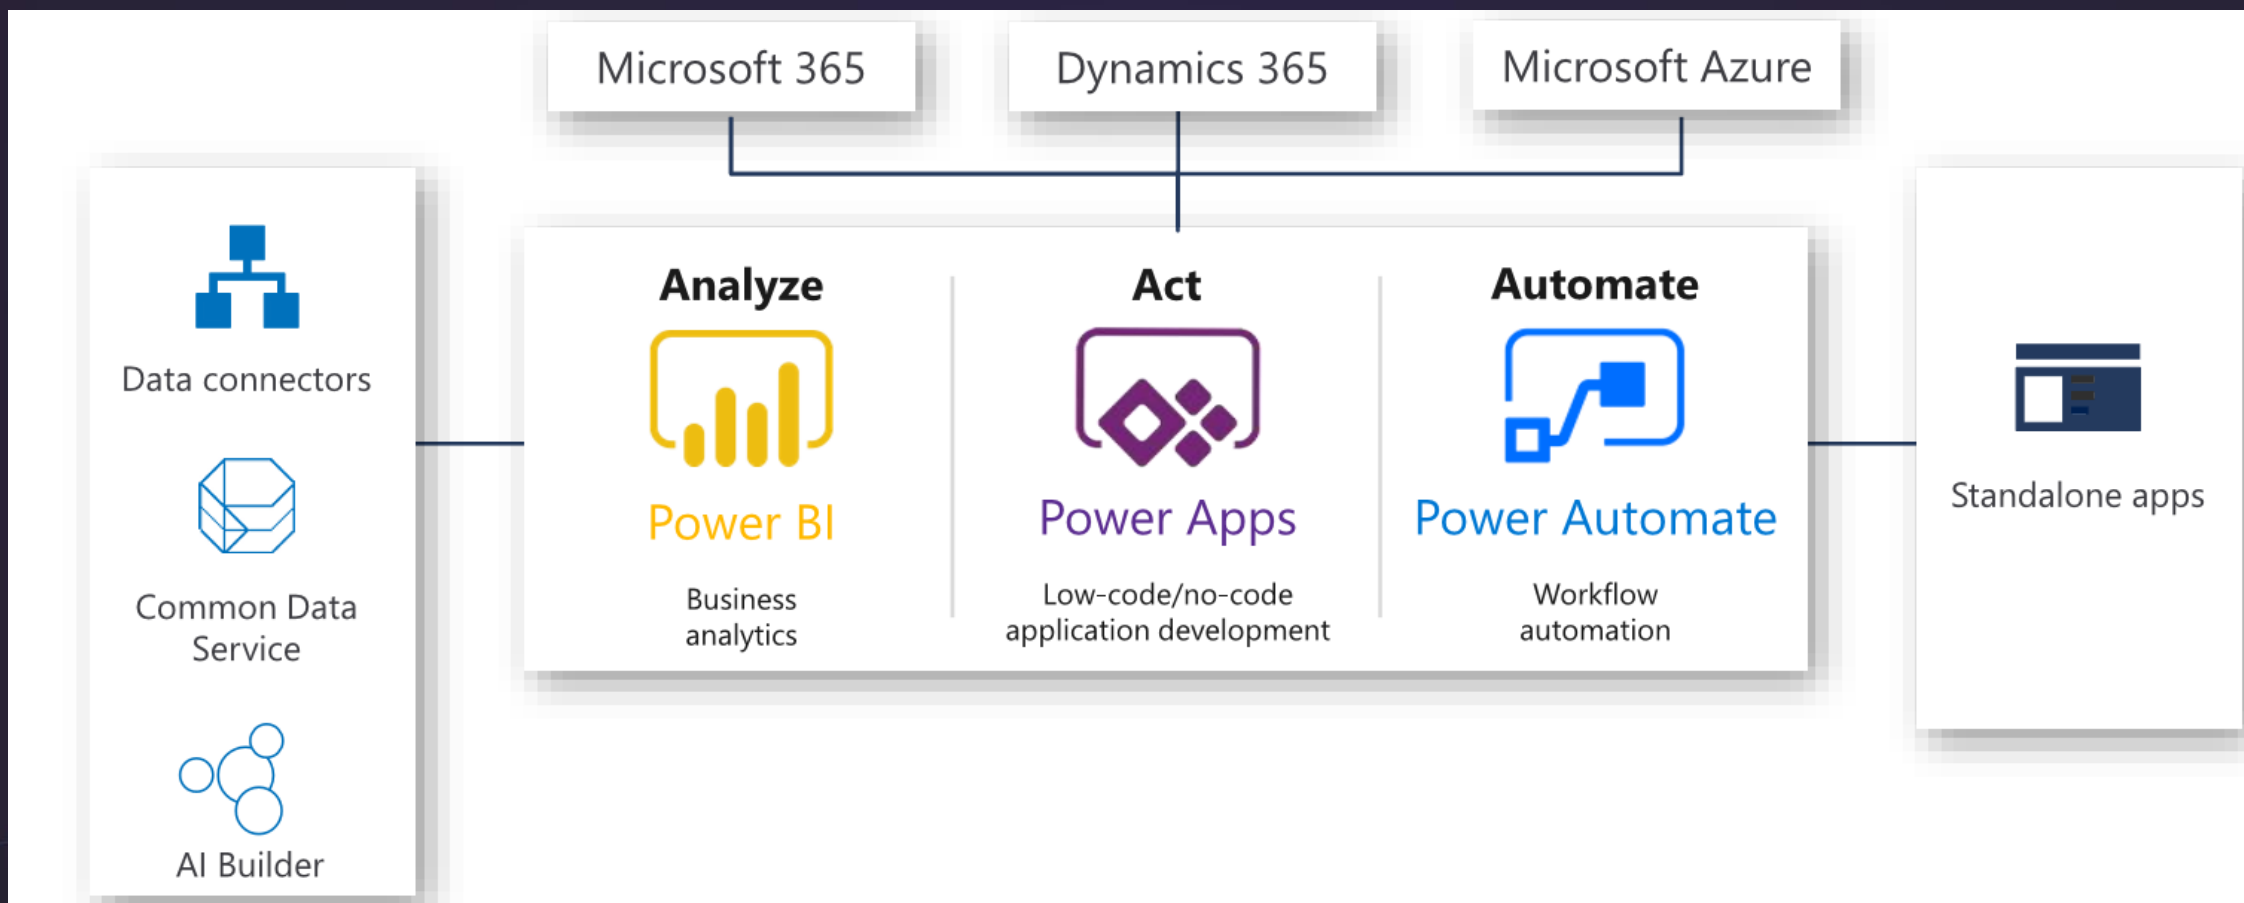 Microsoft 365
Dynamics 365
Microsoft Azure
Data connectors
Common Data
Service
AI Builder
Analyze
Power BI
Business
analytics
Act
Power Apps
Low-code/no-code
application development
Automate
Power Automate
Workflow
automation
Standalone apps